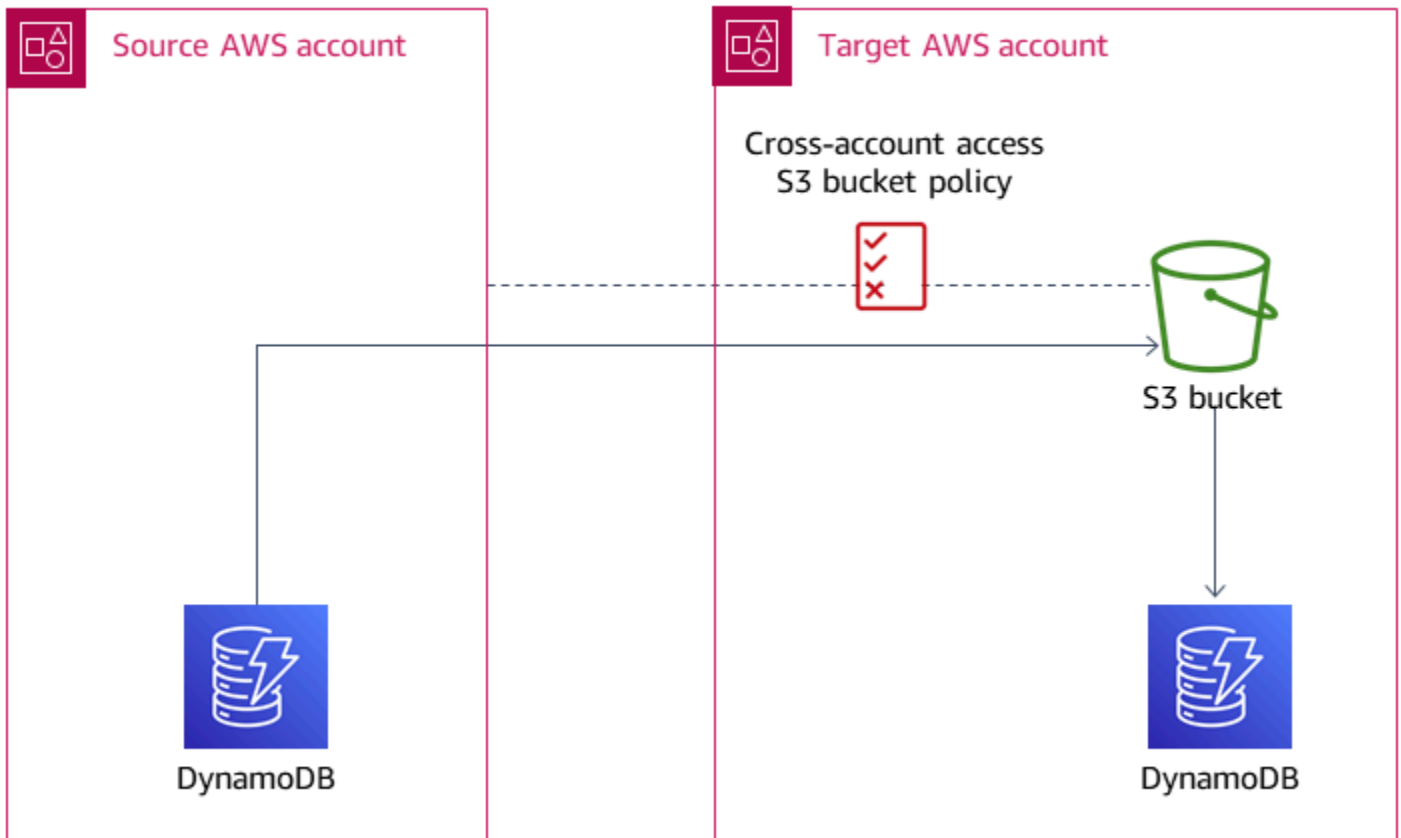 Source AWS account
Target AWS account
Cross-account access
S3 bucket policy
S3 bucket
DynamoDB
DynamoDB